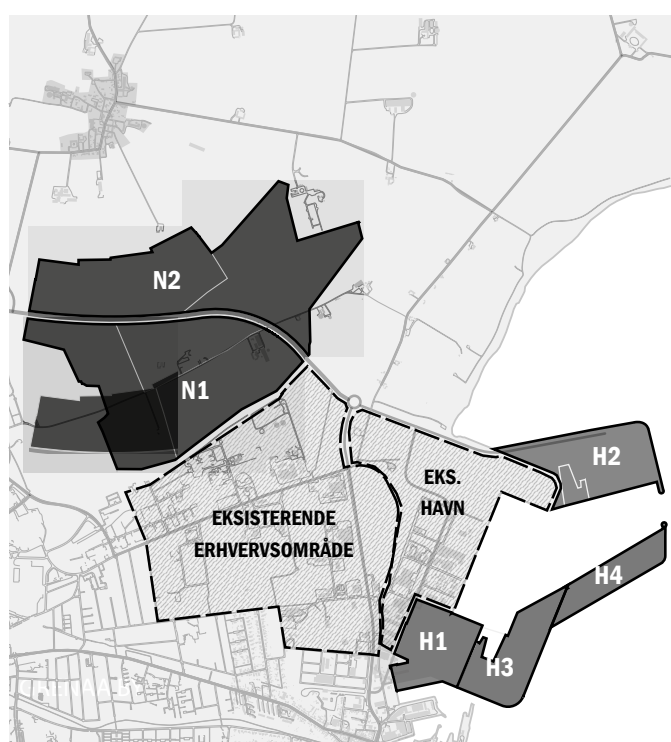 N2
N1
H2
EKS.
HAVN
EKSISTERENDE
ERHVERVSOMRÅDE
H4
H1
H3